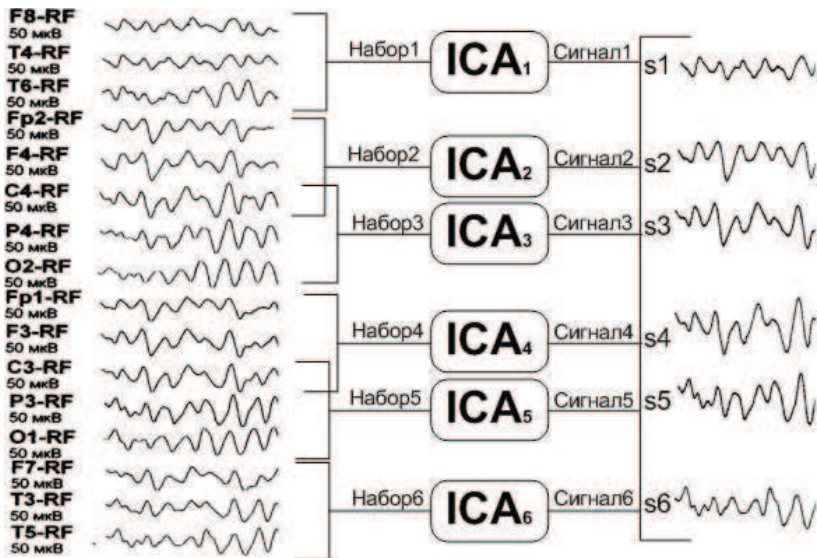 F8-RF
50 мкВ
T4-RF
50 мкВ
T6-RF
50 мкВ
Fp2-RF
50 мкВ
F4-RF
50 мкВ
C4-RF
50 мкВ
P4-RF
50 мкВ
O2-RF
50 мкВ
Fp1-RF
50 мкВ
F3-RF
50 мкВ
C3-RF
50 мкВ
P3-RF
50 мкВ
O1-RF
50 мкВ
F7-RF
50 мкВ
T3-RF
50 мкВ
T5-RF
50 мкВ
Набор1 ICA1 Сигнал1 s1
Набор2 ICA2 Сигнал2 s2
Набор3 ICA3 Сигнал3 s3
Набор4 ICA4 Сигнал4 s4
Набор5 ICA5 Сигнал5 s5
Набор6 ICA6 Сигнал6 s6